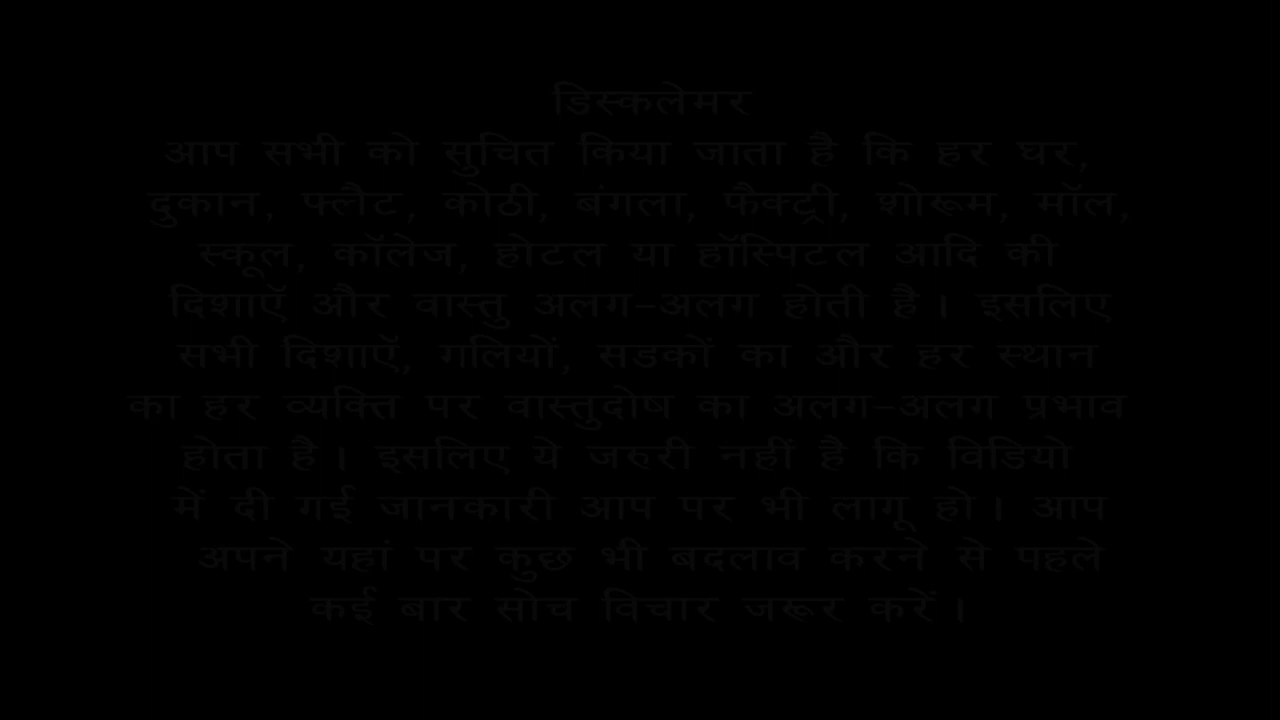 डिस्कलेमर
आप सभी को सुचित किया जाता है कि हर घर,
दुकान, फ्लैट, कोठी, बंगला, फैक्ट्री, शोरूम, मॉल,
स्कूल, कॉलेज, होटल या हॉस्पिटल आदि की
दिशाएॅ और वास्तु अलग–अलग होती है। इसलिए
सभी दिशाएॅ, गलियों, सडकों का और हर स्थान
का हर व्यक्ति पर वास्तुदोष का अलग–अलग प्रभाव
होता है। इसलिए ये जरुरी नहीं है कि विडियो
में दी गई जानकारी आप पर भी लागू हो। आप
अपने यहां पर कुछ भी बदलाव करने से पहले
कई बार सोच विचार जरूर करें।